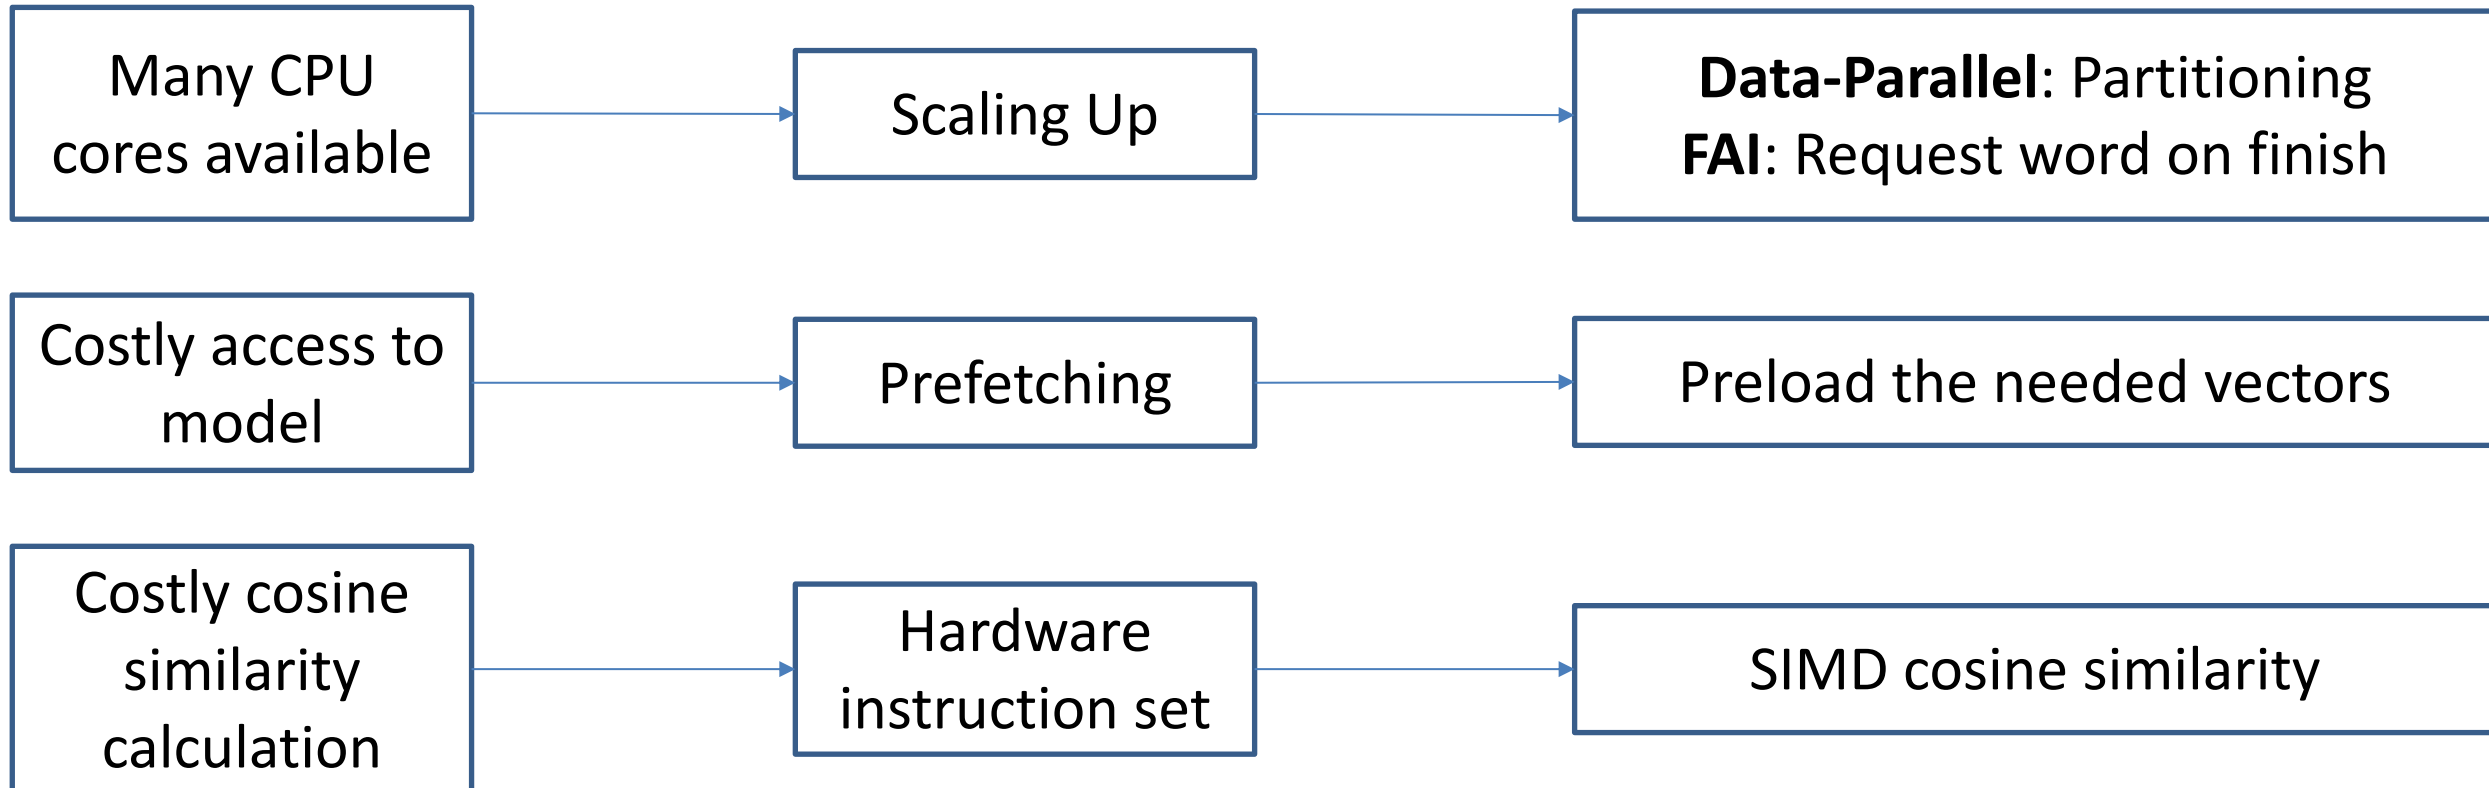 Many CPU
cores available
Scaling Up
Data-Parallel: Partitioning
FAI: Request word on finish
Costly access to
model
Prefetching
Preload the needed vectors
Costly cosine
similarity
calculation
Hardware
instruction set
SIMD cosine similarity